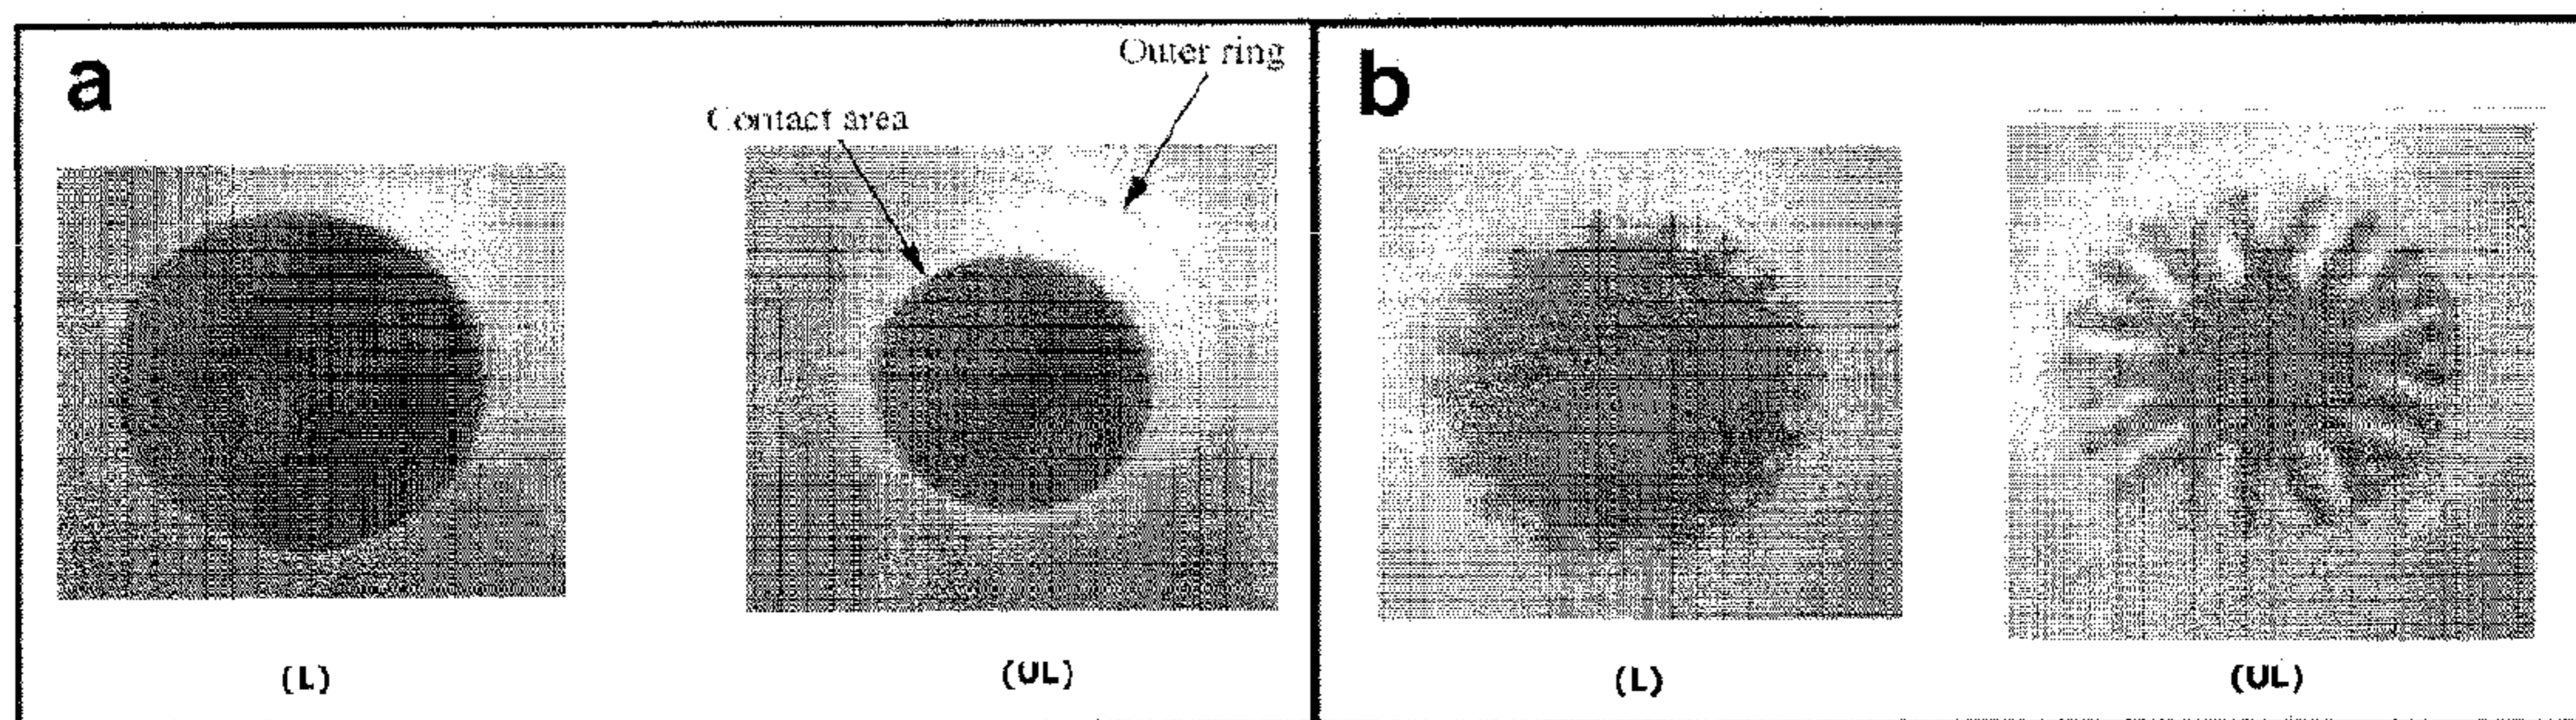 a
Outer ring
Contact area
(L)
(UL)
b
(L)
(UL)